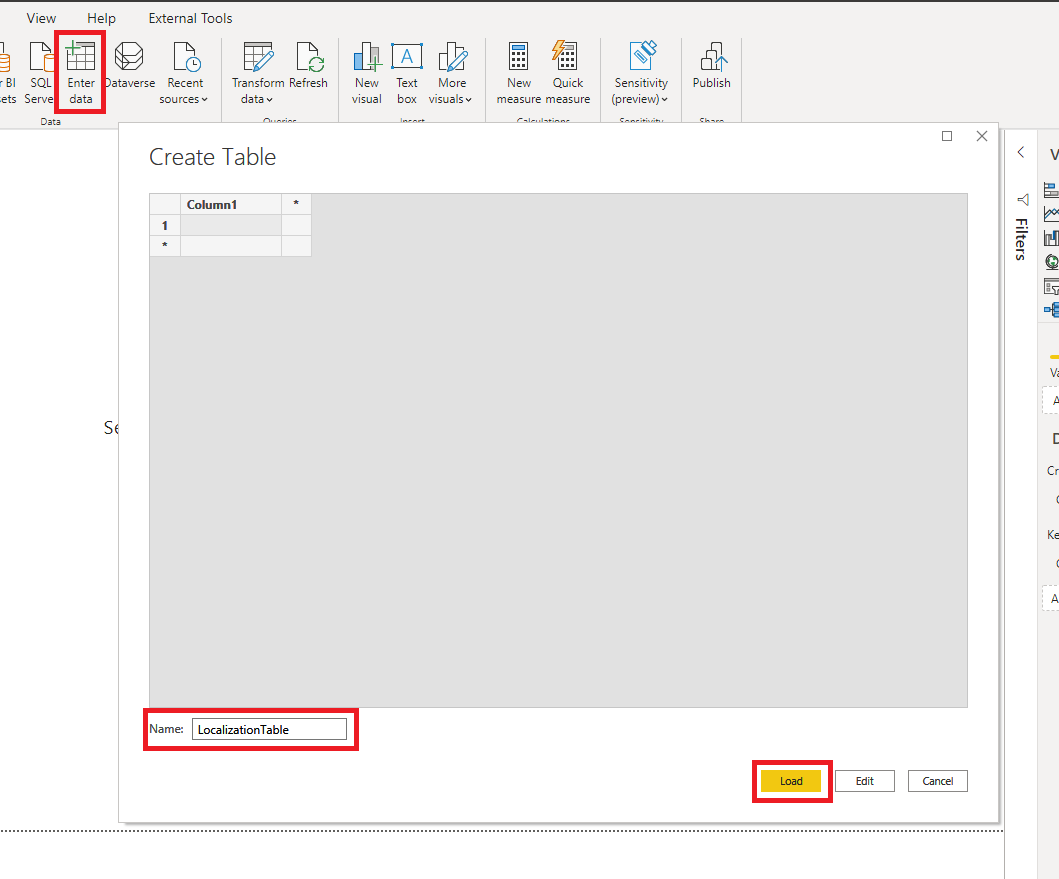 View Help External Tools
r BI SQL Enter Dataverse Recent Transform Refresh New Text More New Quick Sensitivity Publish
sets Serve data sources data visual box visuals measure measure (preview)
Data Queries Insert Calculations Sensitivity Share
Create Table
Column1 *
1
*
Filters
Se
Name: LocalizationTable
Load Edit Cancel
V
Va
A
D
Cr
Ke
A